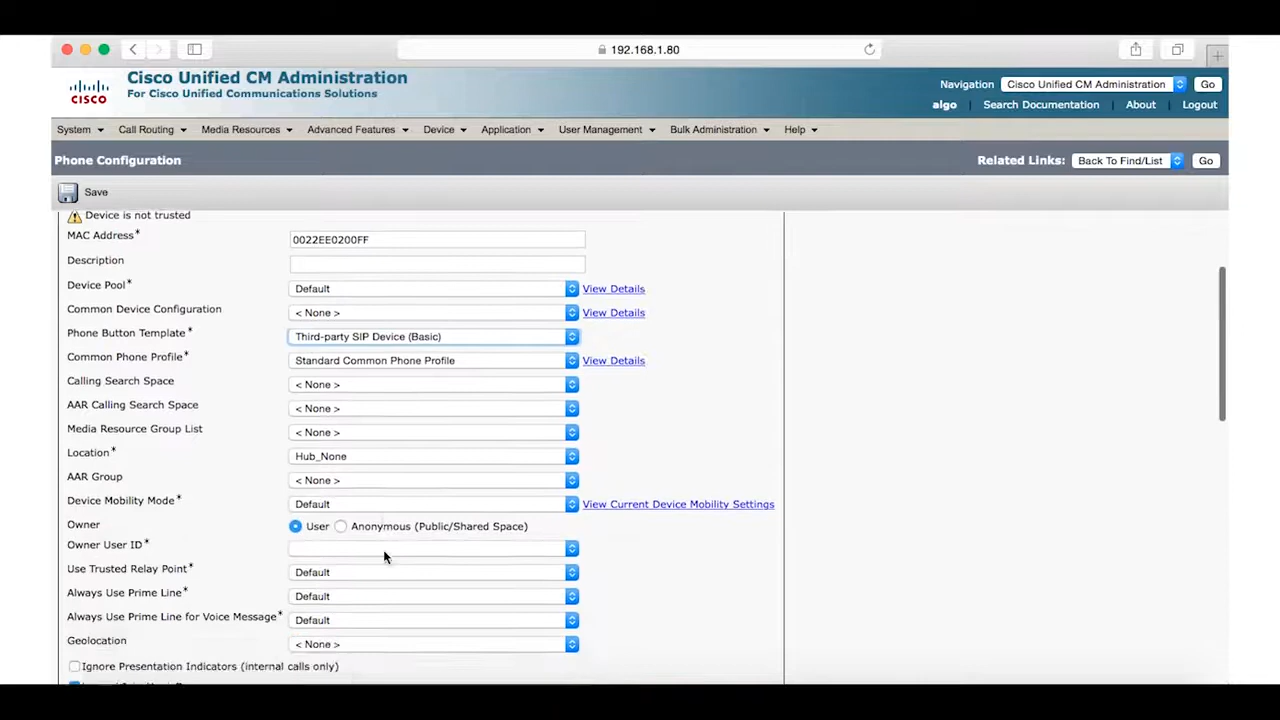 192.168.1.80
Cisco Unified CM Administration
For Cisco Unified Communications Solutions
CISCO
Navigation Cisco Unified CM Administration Go
algo Search Documentation About Logout
System Call Routing Media Resources Advanced Features Device Application User Management Bulk Administration Help
Phone Configuration
Related Links: Back To Find/List Go
Save
Device is not trusted
MAC Address* 0022EE0200FF
Description
Device Pool* Default View Details
Common Device Configuration < None > View Details
Phone Button Template* Third-party SIP Device (Basic)
Common Phone Profile* Standard Common Phone Profile View Details
Calling Search Space < None >
AAR Calling Search Space < None >
Media Resource Group List < None >
Location* Hub_None
AAR Group < None >
Device Mobility Mode* Default View Current Device Mobility Settings
Owner User Anonymous (Public/Shared Space)
Owner User ID*
Use Trusted Relay Point* Default
Always Use Prime Line* Default
Always Use Prime Line for Voice Message* Default
Geolocation < None >
Ignore Presentation Indicators (internal calls only)